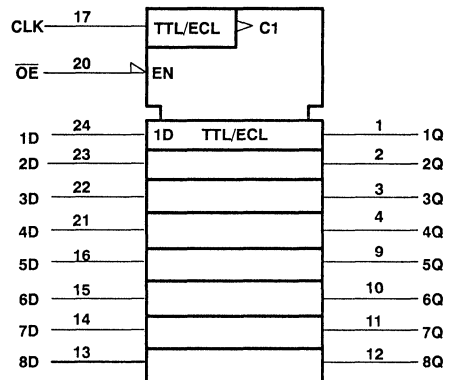 CLK 17 TTL/ECL C1
O̅E̅ 20 EN
1D 24 1D TTL/ECL 1 1Q
2D 23 2 2Q
3D 22 3 3Q
4D 21 4 4Q
5D 16 9 5Q
6D 15 10 6Q
7D 14 11 7Q
8D 13 12 8Q